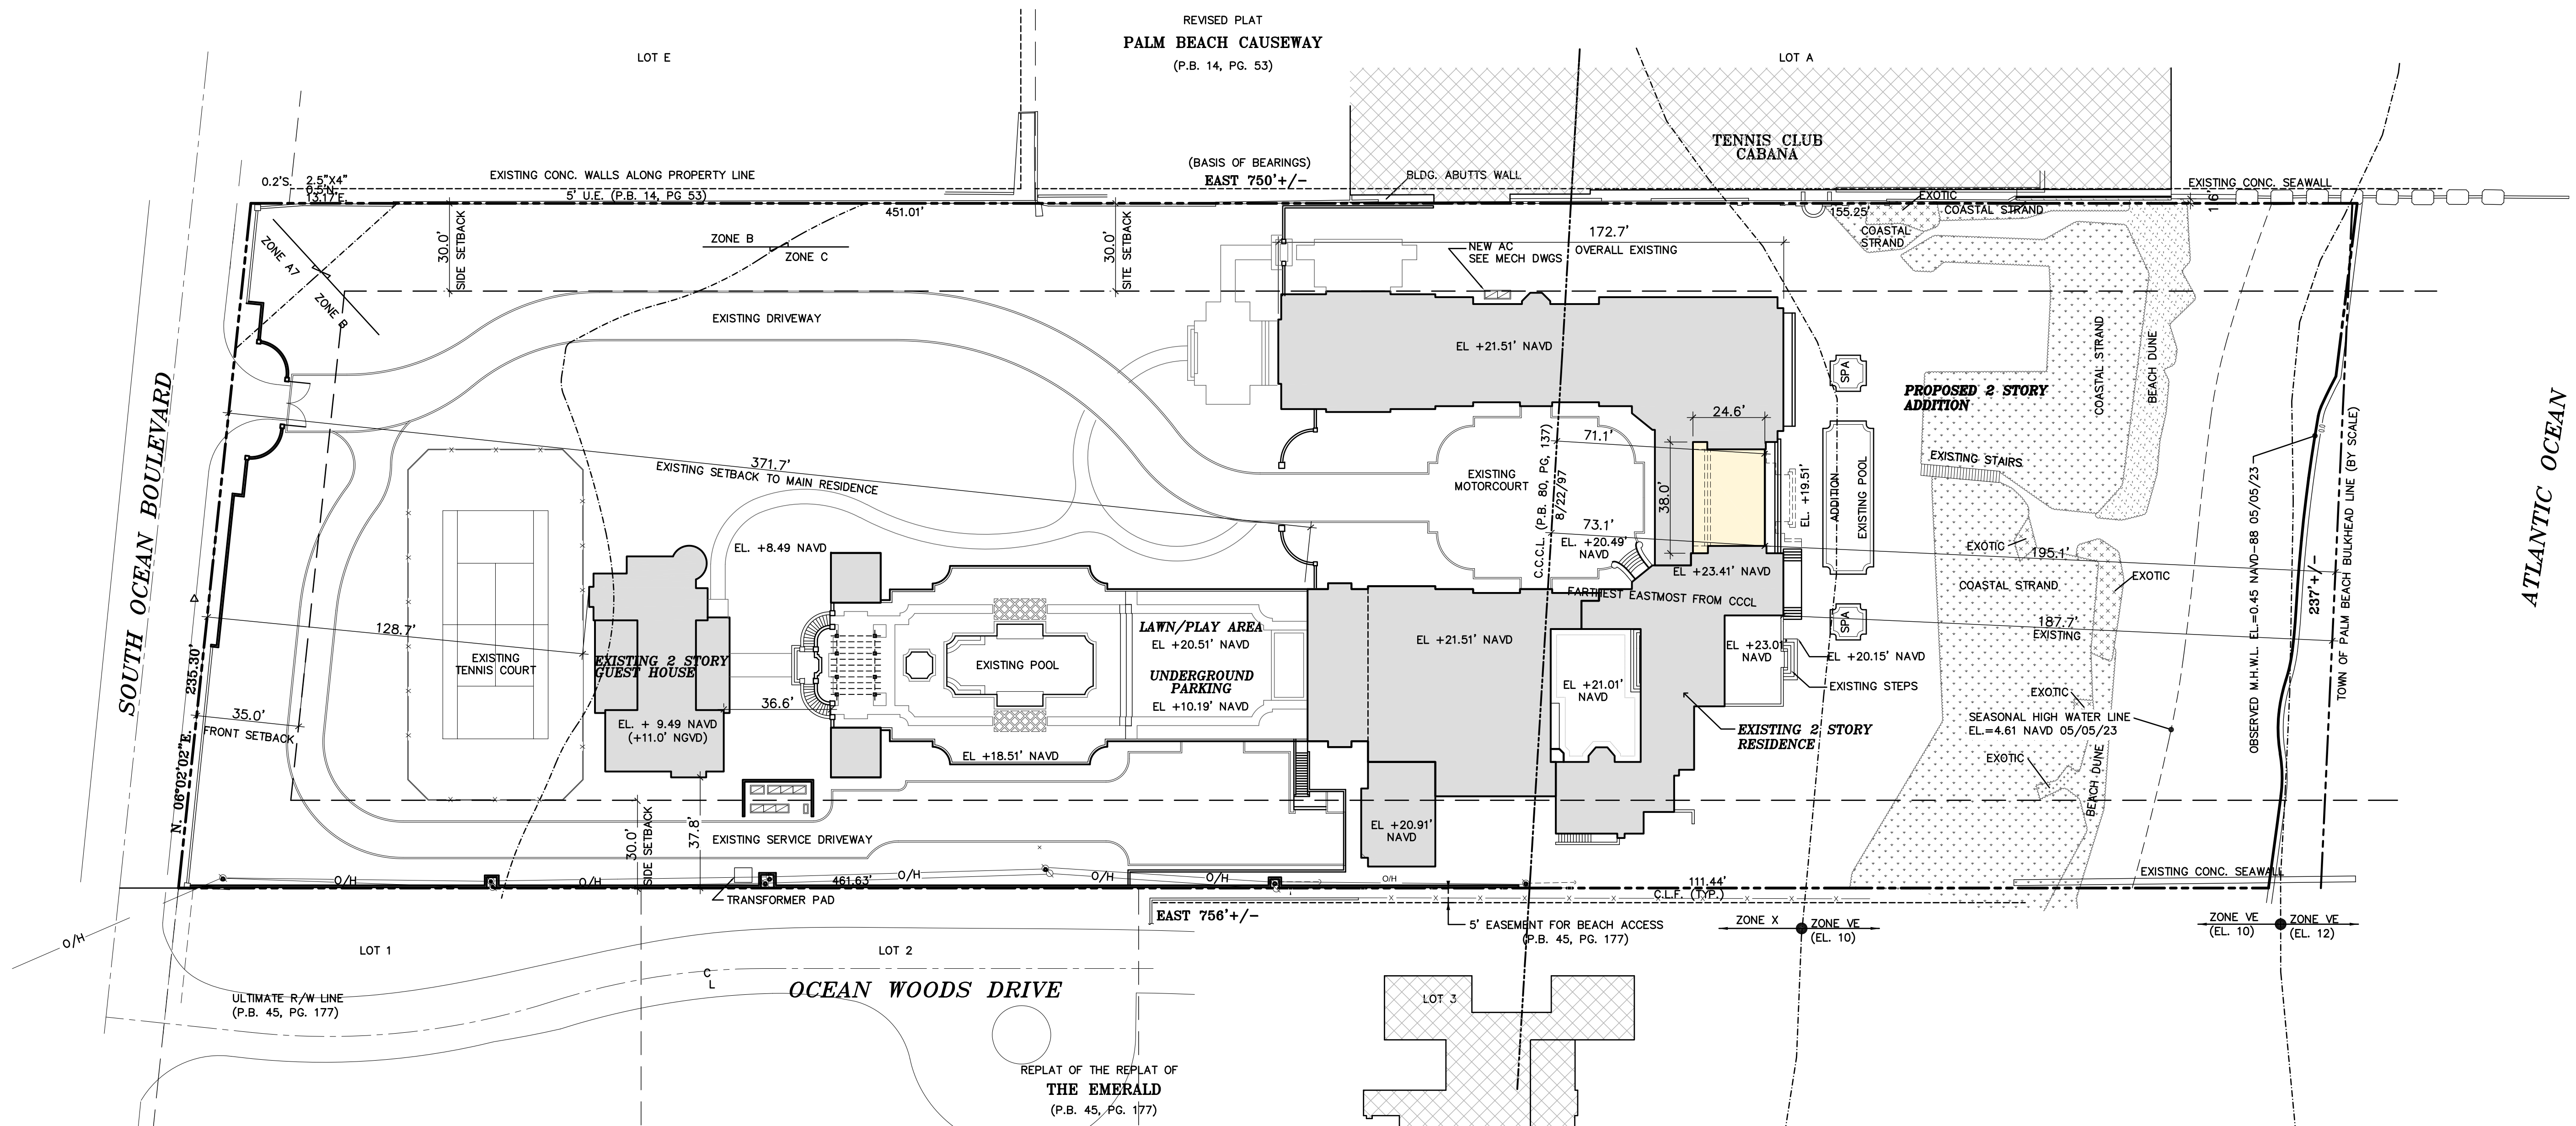 REVISED PLAT
PALM BEACH CAUSEWAY
(P.B. 14, PG. 53)
LOT E
LOT A
TENNIS CLUB
CABANA
(BASIS OF BEARINGS)
EAST 750'+/-
BLDG. ABUTTS WALL
EXISTING CONC. WALLS ALONG PROPERTY LINE
5' U.E. (P.B. 14, PG 53)
0.2'S.
2.5"X4"
0.5'N.
13.17'E.
451.01'
155.25'
EXOTIC
COASTAL STRAND
COASTAL
STRAND
EXISTING CONC. SEAWALL
1.6'
30.0'
SIDE SETBACK
30.0'
SITE SETBACK
ZONE B
ZONE C
ZONE A7
ZONE B
172.7'
OVERALL EXISTING
NEW AC
SEE MECH DWGS
EXISTING DRIVEWAY
EL +21.51' NAVD
SPA
PROPOSED 2 STORY
ADDITION
COASTAL STRAND
BEACH DUNE
24.6'
71.1'
38.0'
73.1'
EXISTING
MOTORCOURT
EL. +20.49'
NAVD
C.C.C.L. (P.B. 80, PG, 137)
8/22/97
EL. +19.51'
ADDITION
EXISTING POOL
EXISTING STAIRS
371.7'
EXISTING SETBACK TO MAIN RESIDENCE
SOUTH OCEAN BOULEVARD
ATLANTIC OCEAN
OBSERVED M.H.W.L. EL.=0.45 NAVD-88 05/05/23
TOWN OF PALM BEACH BULKHEAD LINE (BY SCALE)
237'+/-
EL. +8.49 NAVD
EL +23.41' NAVD
FARTHEST EASTMOST FROM CCCL
EXOTIC
195.1'
EXOTIC
COASTAL STRAND
187.7'
EXISTING
SPA
128.7'
EXISTING
TENNIS COURT
EXISTING 2 STORY
GUEST HOUSE
EL. + 9.49 NAVD
(+11.0' NGVD)
36.6'
EXISTING POOL
LAWN/PLAY AREA
EL +20.51' NAVD
UNDERGROUND
PARKING
EL +10.19' NAVD
EL +18.51' NAVD
EL +21.51' NAVD
EL +21.01'
NAVD
EL +23.01'
NAVD
EL +20.15' NAVD
EXISTING STEPS
EXISTING 2 STORY
RESIDENCE
EXOTIC
SEASONAL HIGH WATER LINE
EL.=4.61 NAVD 05/05/23
EXOTIC
BEACH DUNE
235.30'
N. 06°02'02"E.
35.0'
FRONT SETBACK
EL +20.91'
NAVD
EXISTING SERVICE DRIVEWAY
30.0'
SIDE SETBACK
37.8'
O/H
O/H
461.63'
O/H
O/H
O/H
O/H
TRANSFORMER PAD
111.44'
C.L.F. (TYP.)
EXISTING CONC. SEAWALL
EAST 756'+/-
5' EASEMENT FOR BEACH ACCESS
(P.B. 45, PG. 177)
ZONE X
ZONE VE
(EL. 10)
ZONE VE
(EL. 10)
ZONE VE
(EL. 12)
O/H
LOT 1
LOT 2
C
L
OCEAN WOODS DRIVE
ULTIMATE R/W LINE
(P.B. 45, PG. 177)
LOT 3
REPLAT OF THE REPLAT OF
THE EMERALD
(P.B. 45, PG. 177)